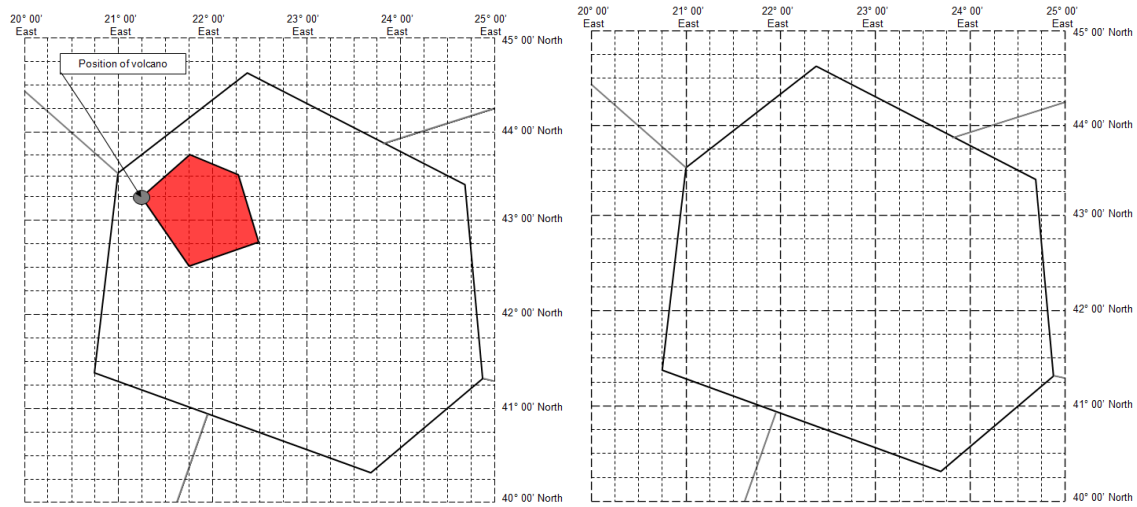 20° 00' 21° 00' 22° 00' 23° 00' 24° 00' 25° 00'
East East East East East East
45° 00' North
Position of volcano
44° 00' North
43° 00' North
42° 00' North
41° 00' North
40° 00' North
20° 00' 21° 00' 22° 00' 23° 00' 24° 00' 25° 00'
East East East East East East
45° 00' North
44° 00' North
43° 00' North
42° 00' North
41° 00' North
40° 00' North